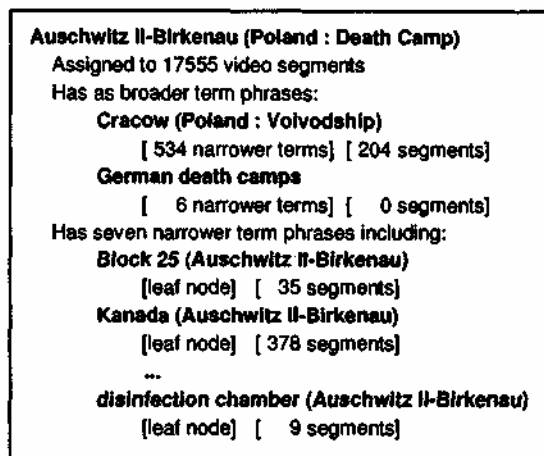 Auschwitz II-Birkenau (Poland : Death Camp)
Assigned to 17555 video segments
Has as broader term phrases:
Cracow (Poland : Voivodship)
[ 534 narrower terms] [ 204 segments]
German death camps
[ 6 narrower terms] [ 0 segments]
Has seven narrower term phrases including:
Block 25 (Auschwitz II-Birkenau)
[leaf node] [ 35 segments]
Kanada (Auschwitz II-Birkenau)
[leaf node] [ 378 segments]
...
disinfection chamber (Auschwitz II-Birkenau)
[leaf node] [ 9 segments]